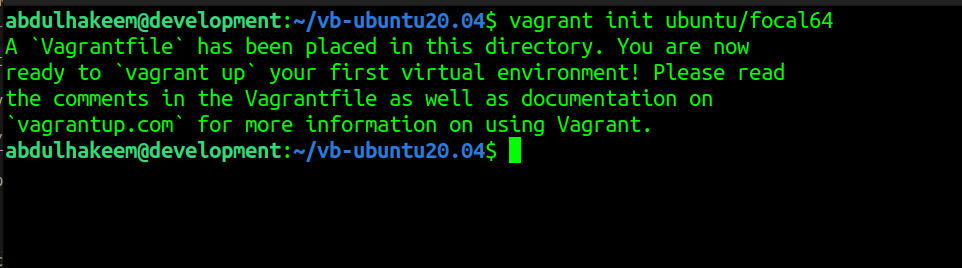 abdulhakeem@development:~/vb-ubuntu20.04$ vagrant init ubuntu/focal64
A `Vagrantfile` has been placed in this directory. You are now
ready to `vagrant up` your first virtual environment! Please read
the comments in the Vagrantfile as well as documentation on
`vagrantup.com` for more information on using Vagrant.
abdulhakeem@development:~/vb-ubuntu20.04$